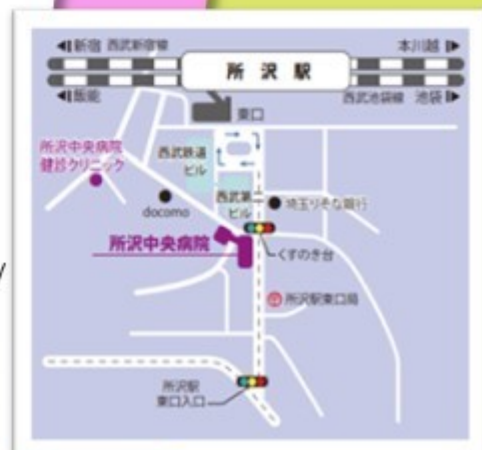 新宿 西武新宿線
本川越
所沢駅
飯能
西武池袋線 池袋
東口
所沢中央病院
健診クリニック
西武鉄道
ビル
docomo
西武第二
ビル
埼玉りそな銀行
所沢中央病院
くすのき台
所沢駅東口局
所沢駅
東口入口